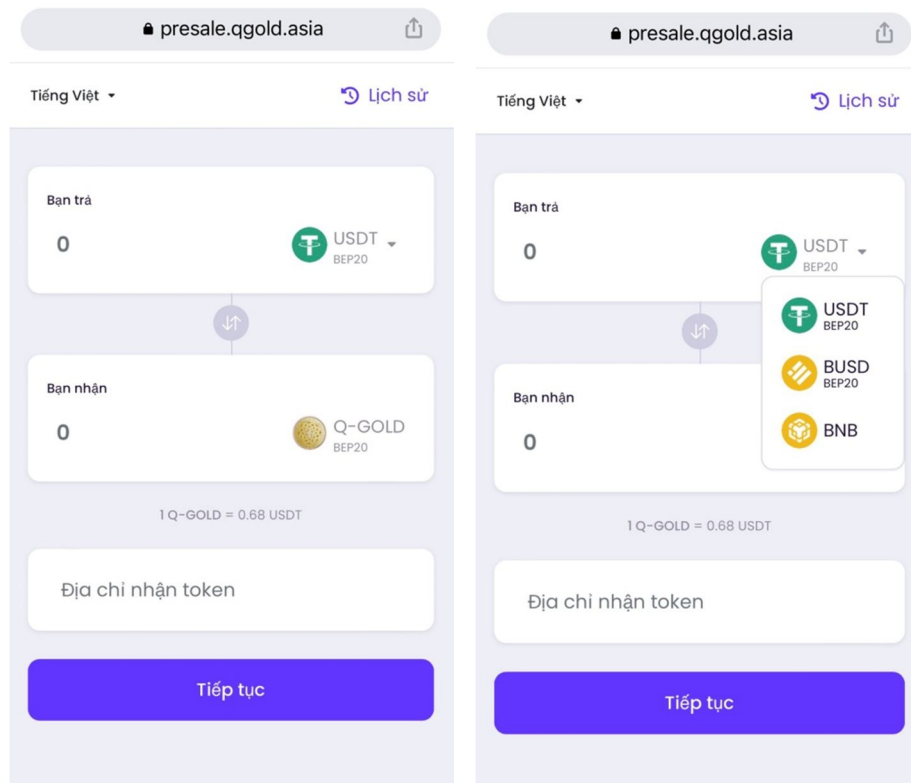 presale.qgold.asia
Tiếng Việt
Lịch sử
Bạn trả
0
USDT
BEP20
Bạn nhận
0
Q-GOLD
BEP20
1 Q-GOLD = 0.68 USDT
Địa chỉ nhận token
Tiếp tục
presale.qgold.asia
Tiếng Việt
Lịch sử
Bạn trả
0
USDT
BEP20
USDT
BEP20
BUSD
BEP20
BNB
Bạn nhận
0
1 Q-GOLD = 0.68 USDT
Địa chỉ nhận token
Tiếp tục